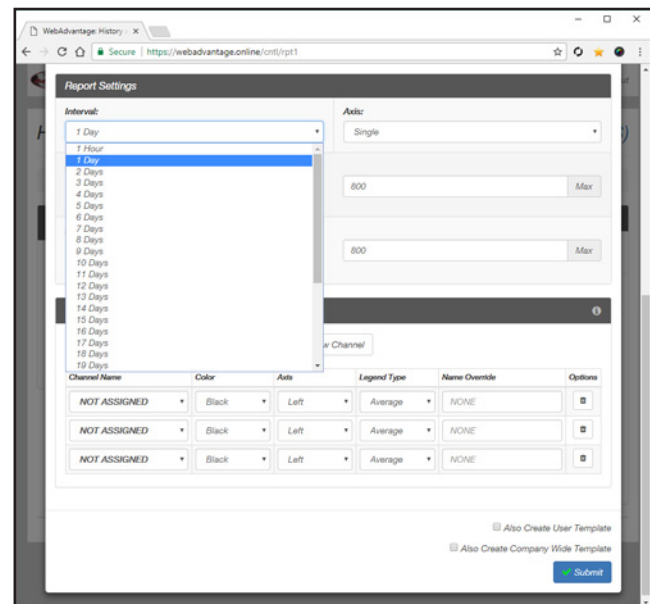 WebAdvantage: History
Secure | https://webadvantage.online/cntl/rpt1
Report Settings
Interval: Axis:
1 Day Single
1 Hour
1 Day
2 Days
3 Days
4 Days
5 Days
6 Days
7 Days
8 Days
9 Days
10 Days
11 Days
12 Days
13 Days
14 Days
15 Days
16 Days
17 Days
18 Days
19 Days
800 Max
800 Max
Channel
Channel Name Color Axis Legend Type Name Override Options
NOT ASSIGNED Black Left Average NONE
NOT ASSIGNED Black Left Average NONE
NOT ASSIGNED Black Left Average NONE
Also Create User Template
Also Create Company Wide Template
Submit